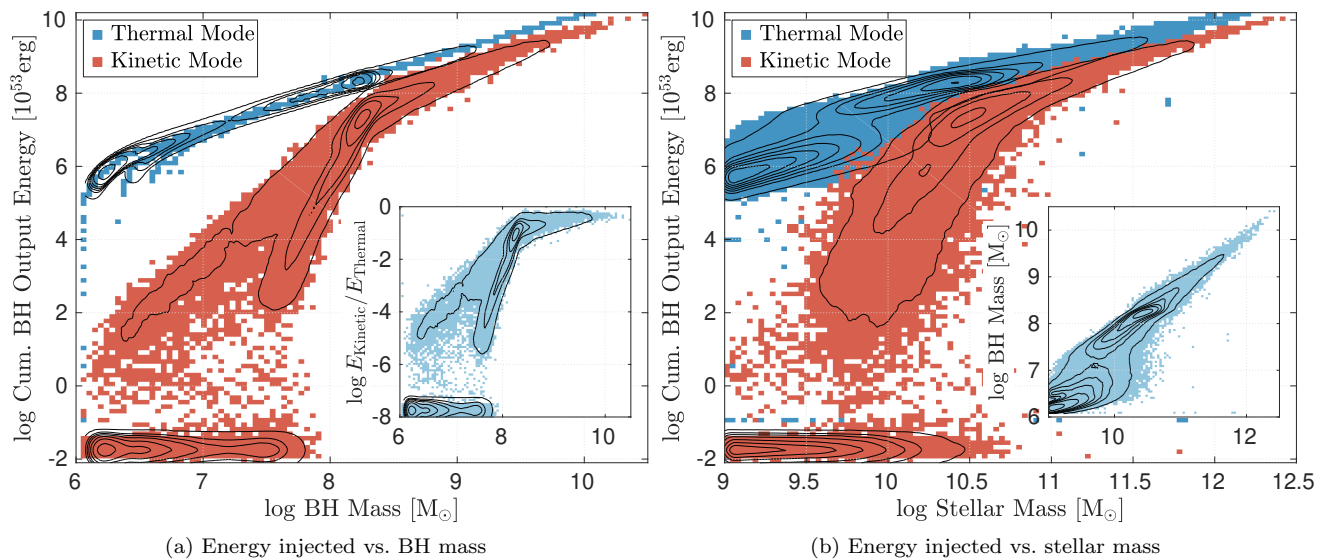 log Cum. BH Output Energy [10^53 erg]
Thermal Mode
Kinetic Mode
8
6
4
2
0
-2
log E_Kinetic/E_Thermal
0
-2
-4
-6
-8
6 8 10
6 7 8 9 10
log BH Mass [M_⊙]
(a) Energy injected vs. BH mass
log Cum. BH Output Energy [10^53 erg]
Thermal Mode
Kinetic Mode
8
6
4
2
0
-2
log BH Mass [M_⊙]
10
9
8
7
6
10 11 12
9 9.5 10 10.5 11 11.5 12 12.5
log Stellar Mass [M_⊙]
(b) Energy injected vs. stellar mass